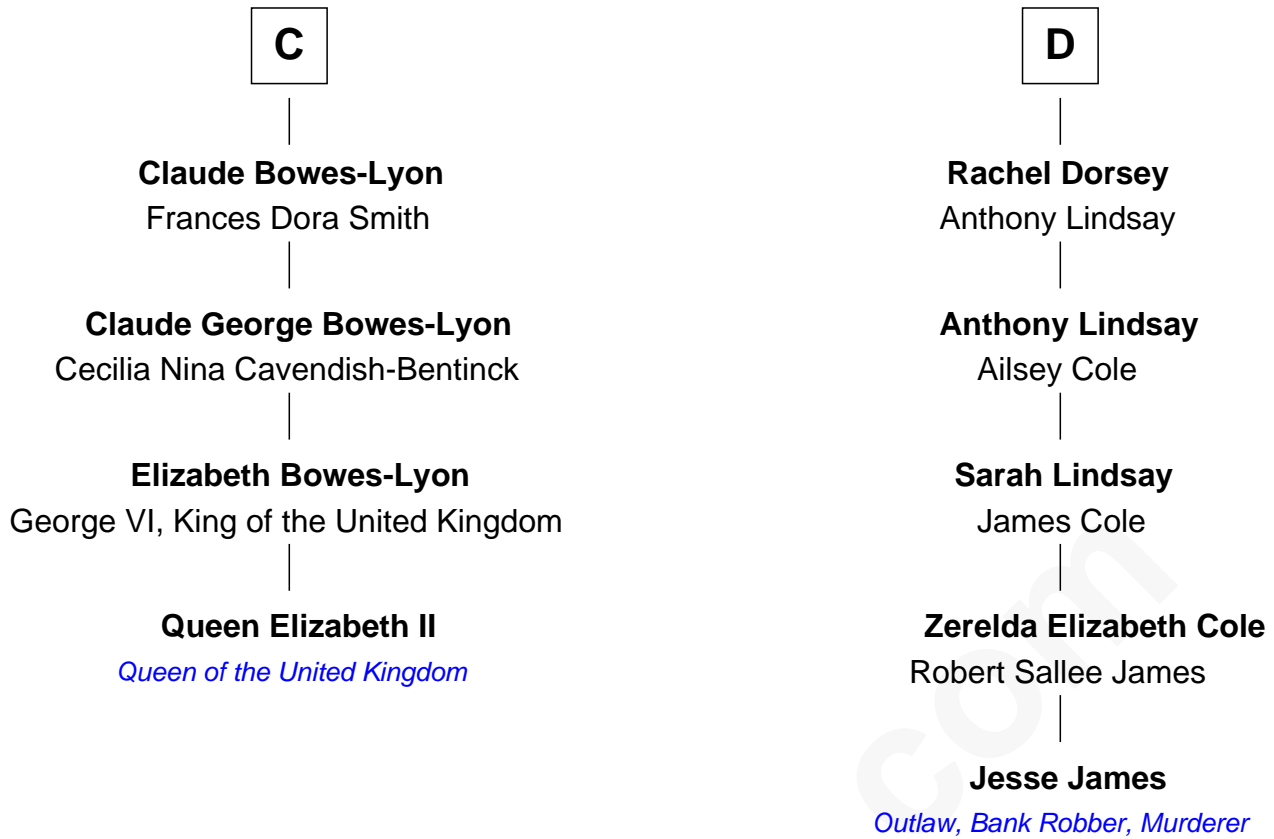 C
Claude Bowes-Lyon
Frances Dora Smith
Claude George Bowes-Lyon
Cecilia Nina Cavendish-Bentinck
Elizabeth Bowes-Lyon
George VI, King of the United Kingdom
Queen Elizabeth II
Queen of the United Kingdom
D
Rachel Dorsey
Anthony Lindsay
Anthony Lindsay
Ailsey Cole
Sarah Lindsay
James Cole
Zerelda Elizabeth Cole
Robert Sallee James
Jesse James
Outlaw, Bank Robber, Murderer
com